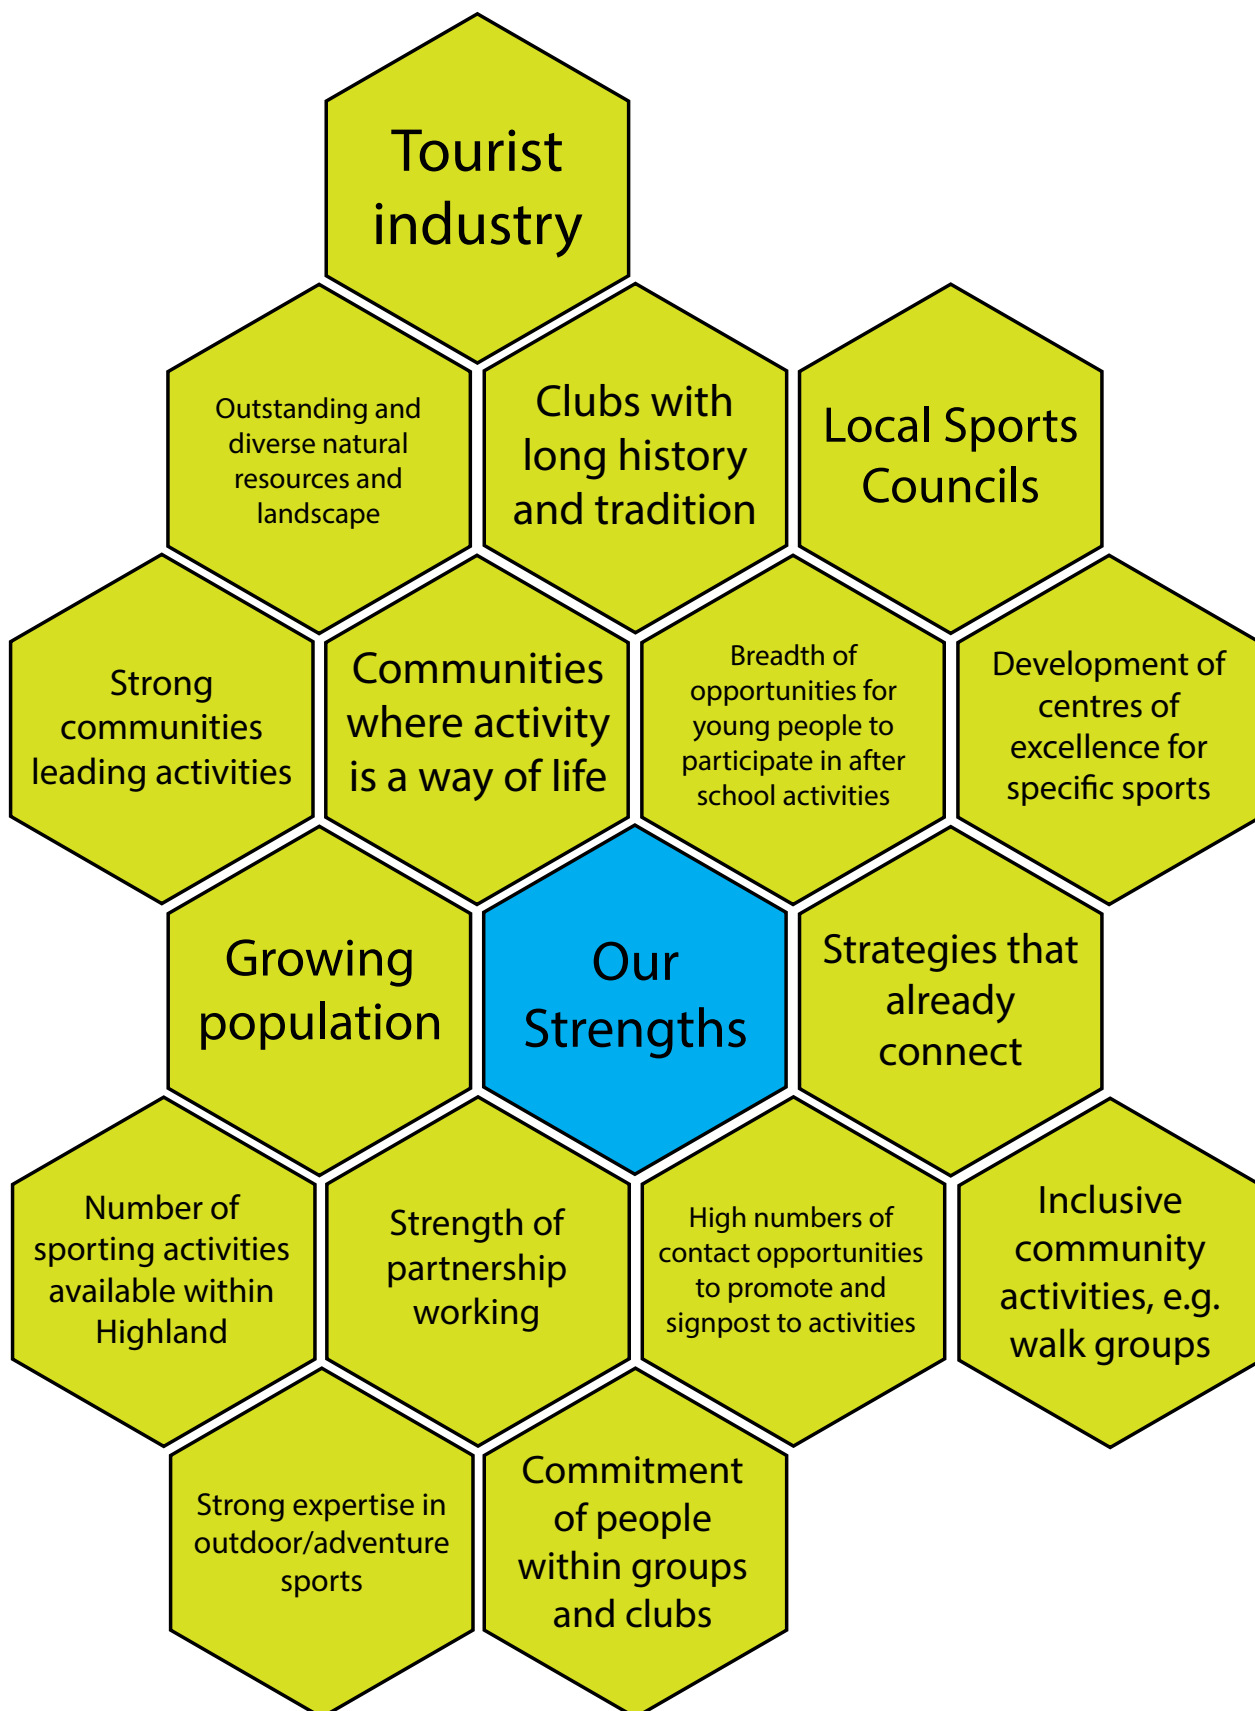 Tourist
industry
Outstanding and
diverse natural
resources and
landscape
Clubs with
long history
and tradition
Local Sports
Councils
Strong
communities
leading activities
Communities
where activity
is a way of life
Breadth of
opportunities for
young people to
participate in after
school activities
Development of
centres of
excellence for
specific sports
Growing
population
Our
Strengths
Strategies that
already
connect
Number of
sporting activities
available within
Highland
Strength of
partnership
working
High numbers of
contact opportunities
to promote and
signpost to activities
Inclusive
community
activities, e.g.
walk groups
Strong expertise in
outdoor/adventure
sports
Commitment
of people
within groups
and clubs